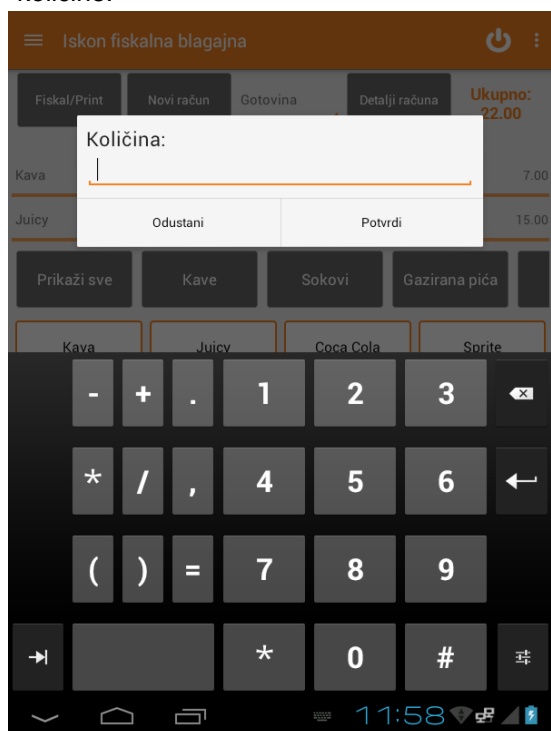 Iskon fiskalna blagajna
Fiskal/Print Novi račun Gotovina Detalji računa Ukupno:
22.00
Količina:
Kava 7.00
Juicy 15.00
Odustani Potvrdi
Prikaži sve Kave Sokovi Gazirana pića
Kava Juicy Coca Cola Sprite
- + . 1 2 3
* / , 4 5 6
( ) = 7 8 9
* 0 #
11:58